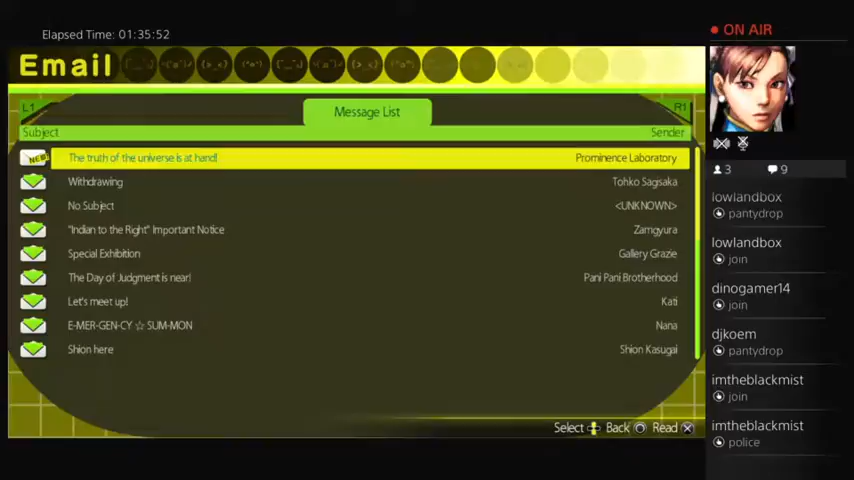 Elapsed Time: 01:35:52
ON AIR
Email
L1
Message List
R1
Subject
Sender
NEW!
The truth of the universe is at hand!
Prominence Laboratory
Withdrawing
Tohko Sagisaka
No Subject
<UNKNOWN>
"Indian to the Right" Important Notice
Zamgyura
Special Exhibition
Gallery Grazie
The Day of Judgment is near!
Pani Pani Brotherhood
Let's meet up!
Kati
E-MER-GEN-CY ☆ SUM-MON
Nana
Shion here
Shion Kasugai
Select Back Read
3 9
lowlandbox
pantydrop
lowlandbox
join
dinogamer14
join
djkoem
pantydrop
imtheblackmist
join
imtheblackmist
police